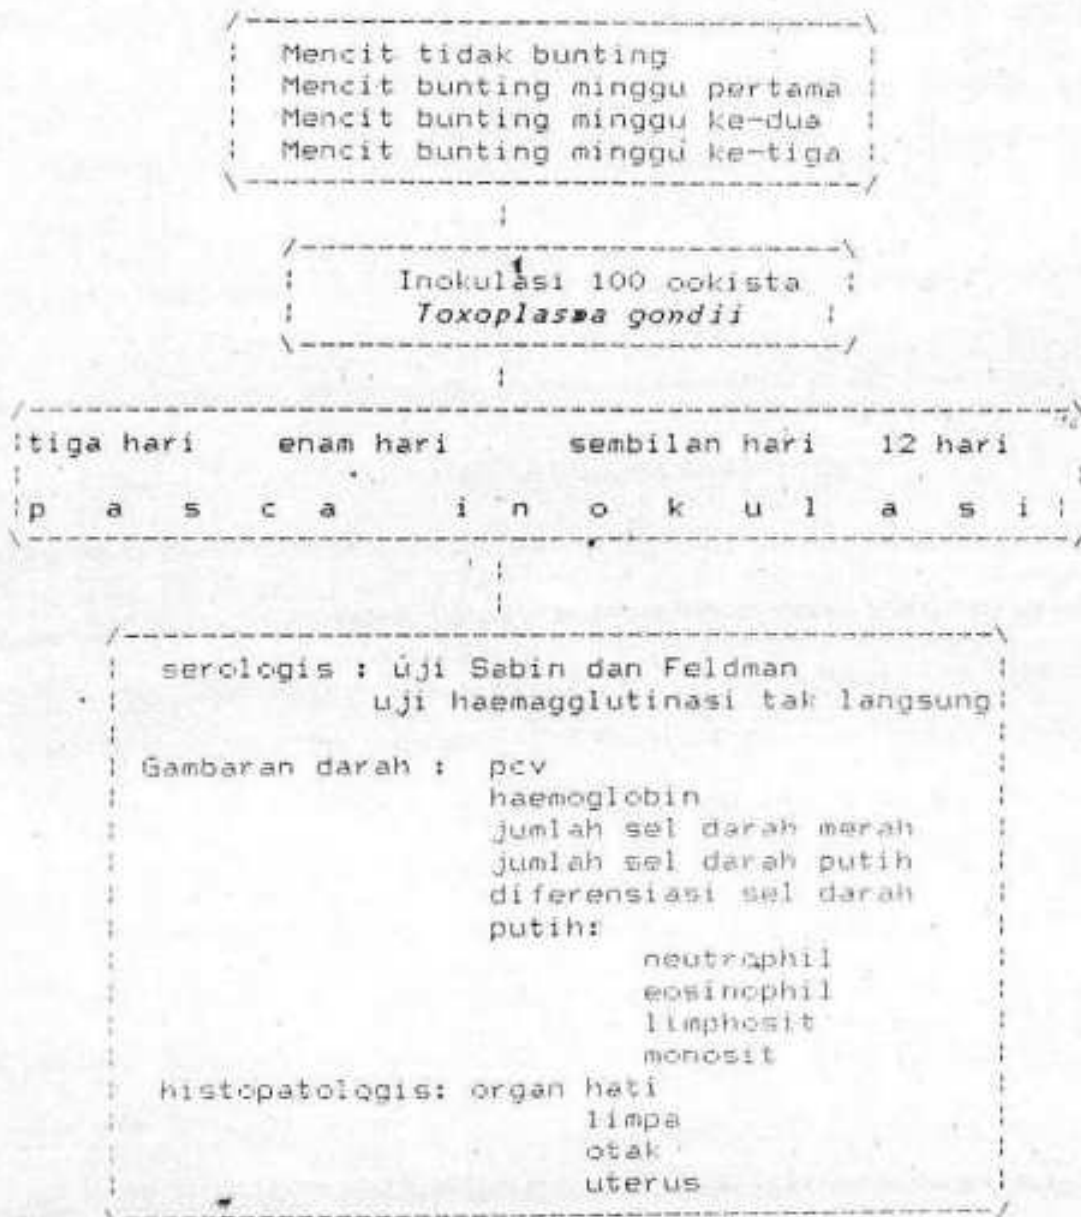 Mencit tidak bunting
Mencit bunting minggu pertama
Mencit bunting minggu ke-dua
Mencit bunting minggu ke-tiga
Inokulasi 100 ookista
Toxoplasma gondii
tiga hari enam hari sembilan hari 12 hari
p a s c a i n o k u l a s i
serologis : uji Sabin dan Feldman
uji haemagglutinasi tak langsung
Gambaran darah : pcv
haemoglobin
jumlah sel darah merah
jumlah sel darah putih
diferensiasi sel darah
putih:
neutrophil
eosinophil
limphosit
monosit
histopatologis: organ hati
limpa
otak
uterus